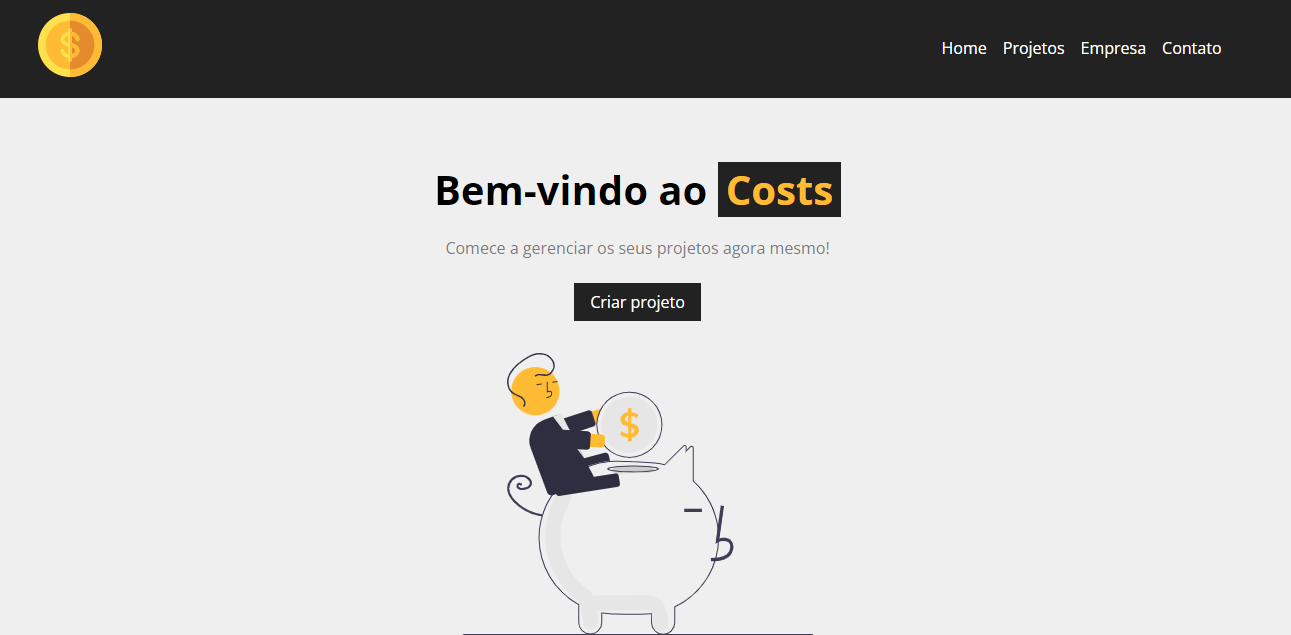 $
Home Projetos Empresa Contato
Bem-vindo ao Costs
Comece a gerenciar os seus projetos agora mesmo!
Criar projeto
$